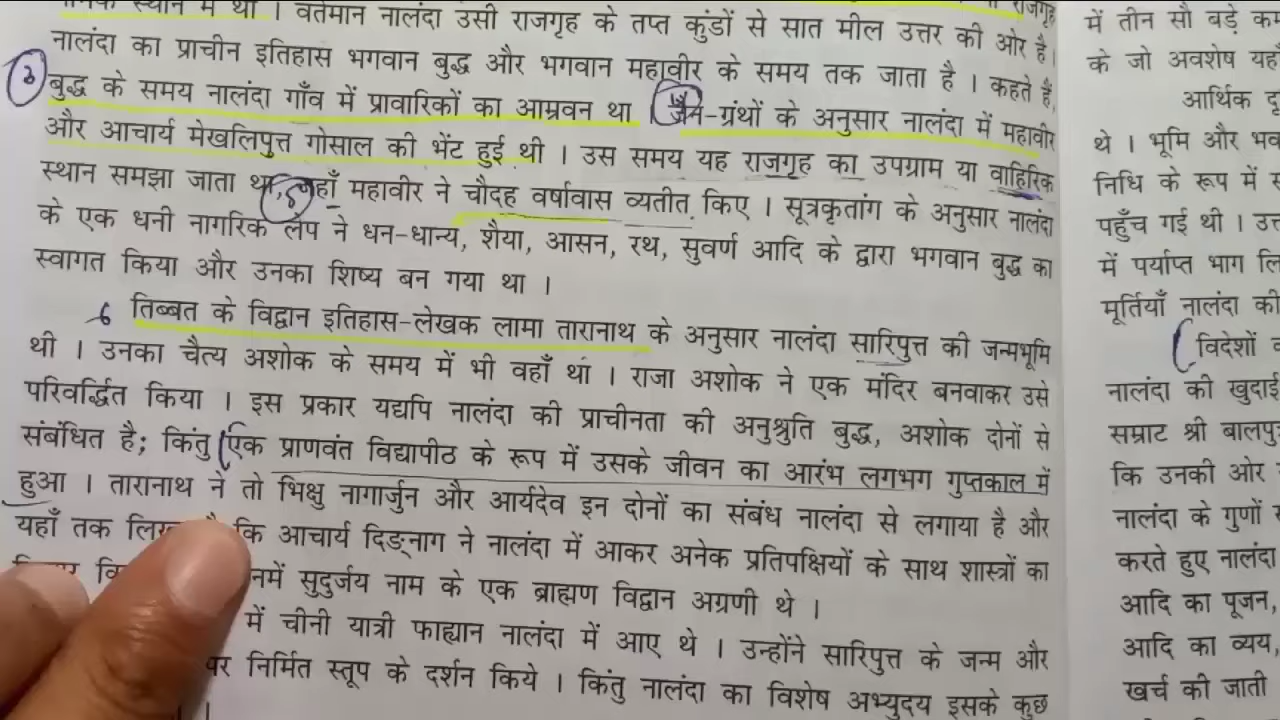 स्थान में था । वर्तमान नालंदा उसी राजगृह के तप्त कुंडों से सात मील उत्तर की ओर है।
नालंदा का प्राचीन इतिहास भगवान बुद्ध और भगवान महावीर के समय तक जाता है । कहते हैं,
बुद्ध के समय नालंदा गाँव में प्रावारिकों का आम्रवन था । जैन-ग्रंथों के अनुसार नालंदा में महावीर
और आचार्य मेखलिपुत्त गोसाल की भेंट हुई थी । उस समय यह राजगृह का उपग्राम या वाहिरिक
स्थान समझा जाता था, जहाँ महावीर ने चौदह वर्षावास व्यतीत किए । सूत्रकृतांग के अनुसार नालंदा
के एक धनी नागरिक लेप ने धन-धान्य, शैया, आसन, रथ, सुवर्ण आदि के द्वारा भगवान बुद्ध का
स्वागत किया और उनका शिष्य बन गया था ।
6 तिब्बत के विद्वान इतिहास-लेखक लामा तारानाथ के अनुसार नालंदा सारिपुत्त की जन्मभूमि
थी । उनका चैत्य अशोक के समय में भी वहाँ था । राजा अशोक ने एक मंदिर बनवाकर उसे
परिवर्द्धित किया । इस प्रकार यद्यपि नालंदा की प्राचीनता की अनुश्रुति बुद्ध, अशोक दोनों से
संबंधित है; किंतु एक प्राणवंत विद्यापीठ के रूप में उसके जीवन का आरंभ लगभग गुप्तकाल में
हुआ । तारानाथ ने तो भिक्षु नागार्जुन और आर्यदेव इन दोनों का संबंध नालंदा से लगाया है और
यहाँ तक कि आचार्य दिङ्नाग ने नालंदा में आकर अनेक प्रतिपक्षियों के साथ शास्त्रों का
सुदुर्जय नाम के एक ब्राह्मण विद्वान अग्रणी थे ।
में चीनी यात्री फाह्यान नालंदा में आए थे । उन्होंने सारिपुत्त के जन्म और
पर निर्मित स्तूप के दर्शन किये । किंतु नालंदा का विशेष अभ्युदय इसके कुछ
में तीन सौ बड़े
के जो अवशेष
आर्थिक
थे । भूमि और
निधि के रूप में
पहुँच गई थी ।
में पर्याप्त भाग
मूर्तियाँ नालंदा की
विदेशों
नालंदा की खुदाई
सम्राट श्री
कि उनकी ओर
नालंदा के गुणों
करते हुए नालंदा
आदि का पूजन,
आदि का व्यय,
खर्च की जाती